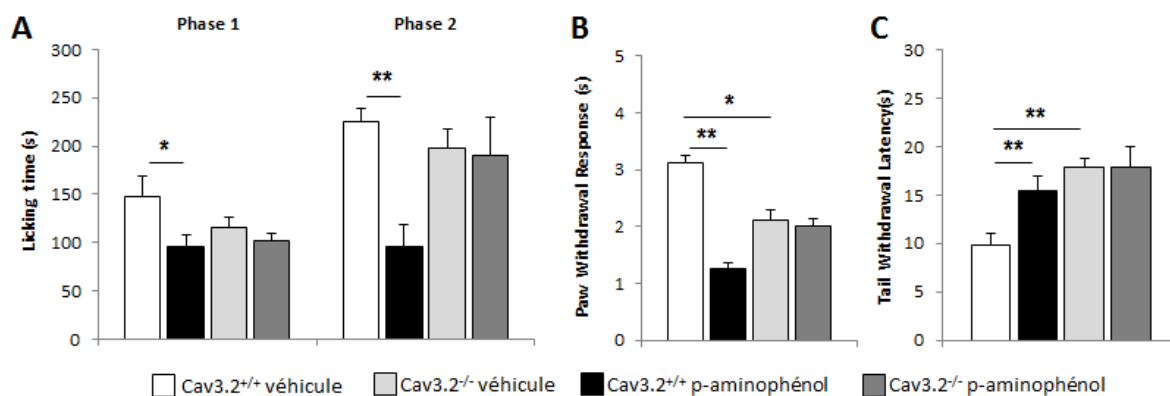 A
Phase 1
Phase 2
Licking time (s)
300
250
200
150
100
50
0
*
**
B
Paw Withdrawal Response (s)
5
4
3
2
1
0
*
**
C
Tail Withdrawal Latency(s)
30
25
20
15
10
5
0
**
**
Cav3.2+/+ véhicule Cav3.2-/- véhicule Cav3.2+/+ p-aminophénol Cav3.2-/- p-aminophénol